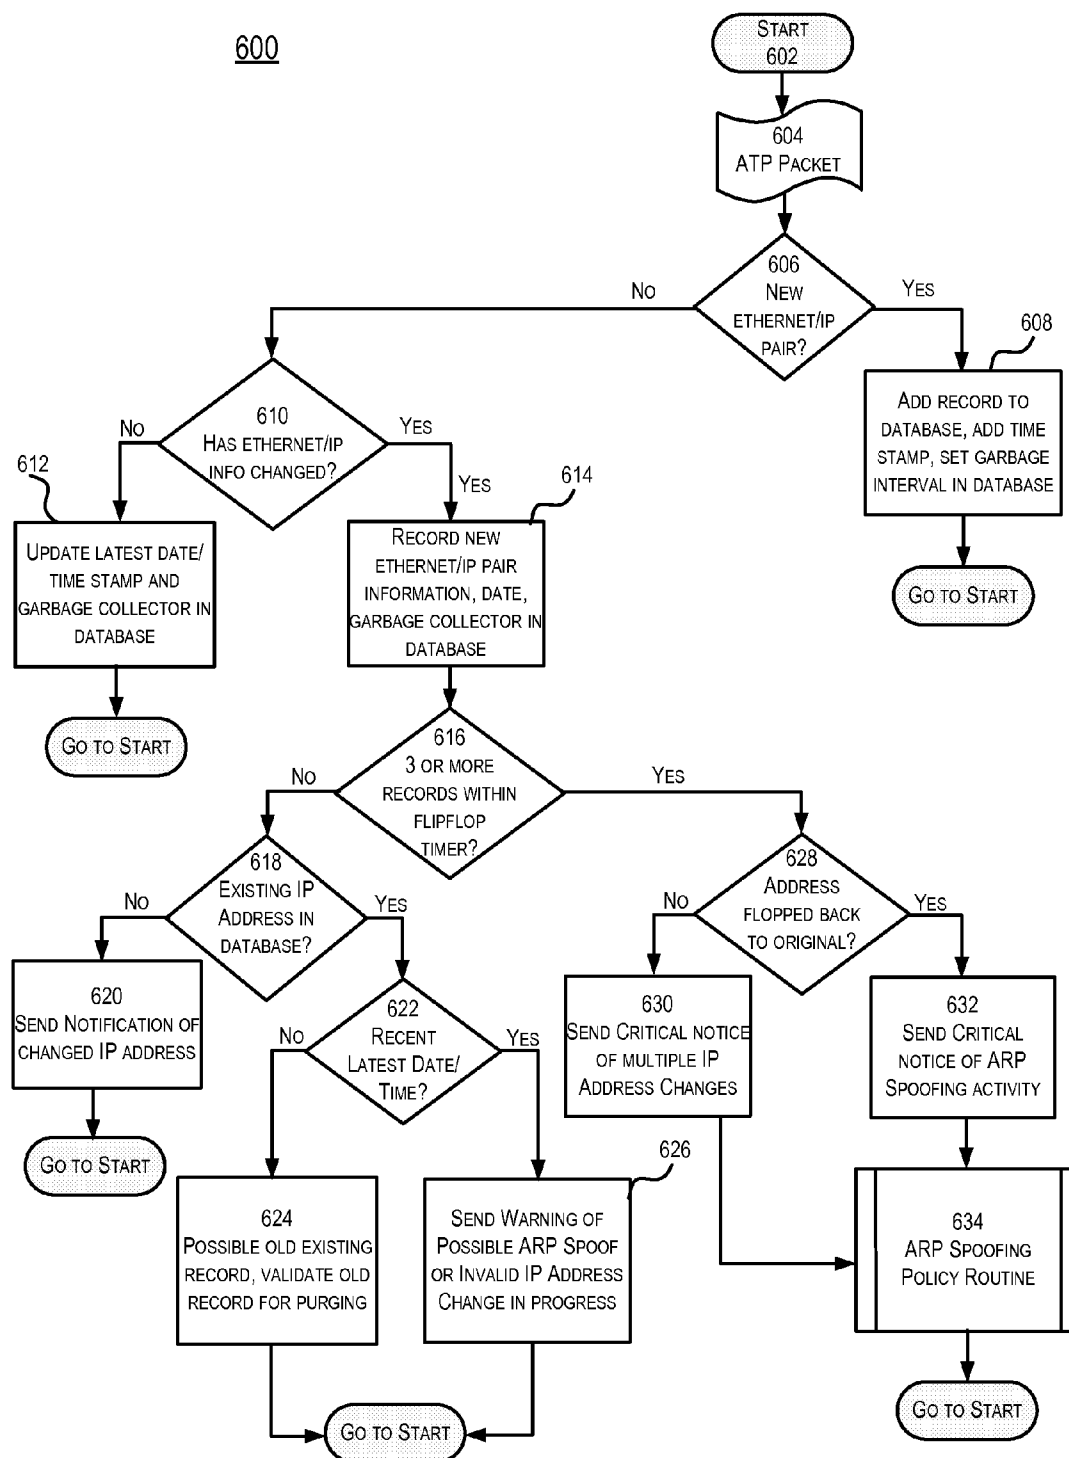 600
START
602
604
ATP PACKET
606
NEW
ETHERNET/IP
PAIR?
NO
YES
608
ADD RECORD TO
DATABASE, ADD TIME
STAMP, SET GARBAGE
INTERVAL IN DATABASE
GO TO START
610
HAS ETHERNET/IP
INFO CHANGED?
NO
YES
YES
612
UPDATE LATEST DATE/
TIME STAMP AND
GARBAGE COLLECTOR IN
DATABASE
GO TO START
614
RECORD NEW
ETHERNET/IP PAIR
INFORMATION, DATE,
GARBAGE COLLECTOR IN
DATABASE
616
3 OR MORE
RECORDS WITHIN
FLIPFLOP
TIMER?
NO
YES
618
EXISTING IP
ADDRESS IN
DATABASE?
NO
YES
620
SEND NOTIFICATION OF
CHANGED IP ADDRESS
GO TO START
622
RECENT
LATEST DATE/
TIME?
NO
YES
624
POSSIBLE OLD EXISTING
RECORD, VALIDATE OLD
RECORD FOR PURGING
626
SEND WARNING OF
POSSIBLE ARP SPOOF
OR INVALID IP ADDRESS
CHANGE IN PROGRESS
GO TO START
628
ADDRESS
FLOPPED BACK
TO ORIGINAL?
NO
YES
630
SEND CRITICAL NOTICE
OF MULTIPLE IP
ADDRESS CHANGES
632
SEND CRITICAL
NOTICE OF ARP
SPOOFING ACTIVITY
634
ARP SPOOFING
POLICY ROUTINE
GO TO START